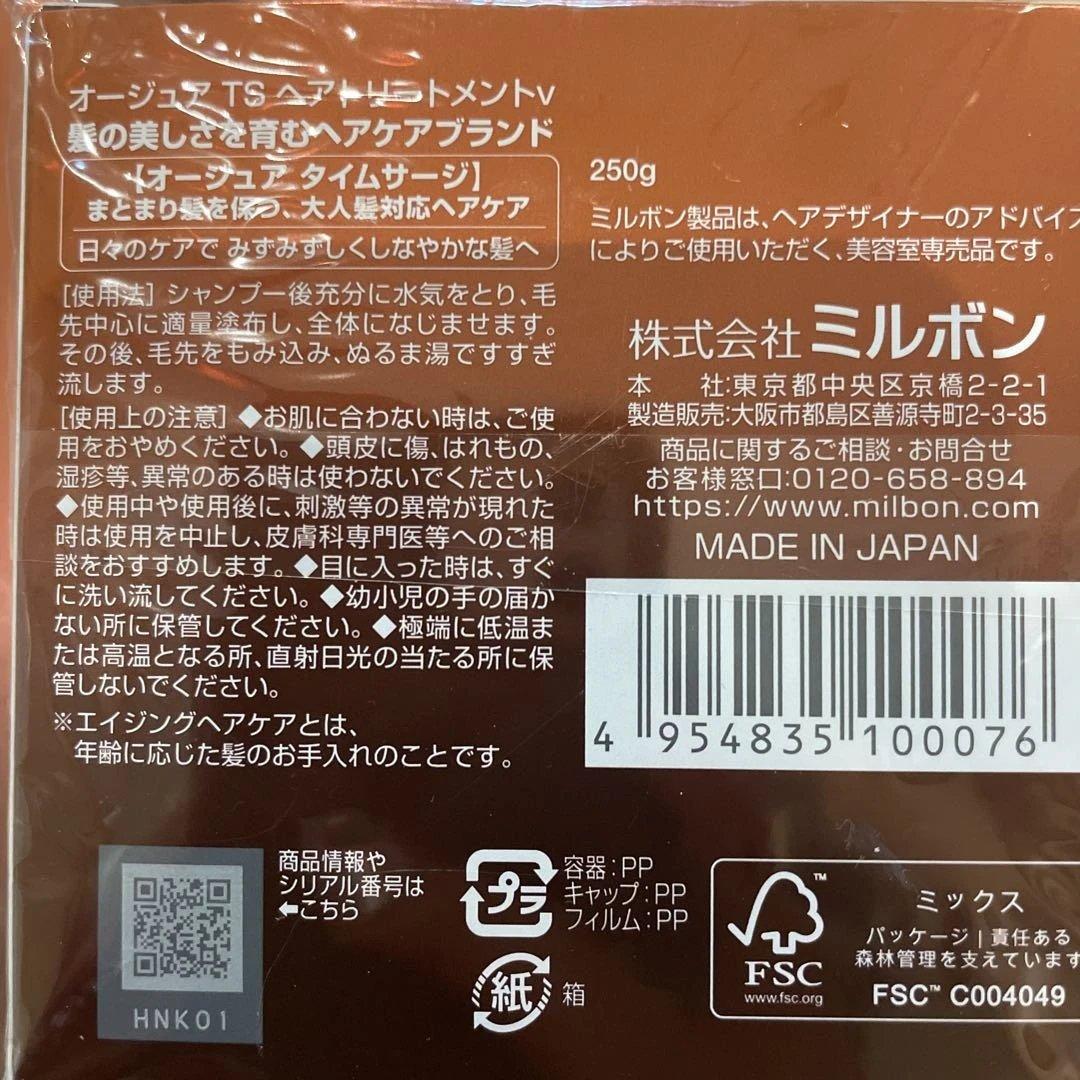 オージュア TS ヘアトリートメントv
髪の美しさを育むヘアケアブランド
【オージュア タイムサージ】
まとまり髪を保つ、大人髪対応ヘアケア
日々のケアで みずみずしくしなやかな髪へ
[使用法] シャンプー後充分に水気をとり、毛
先中心に適量塗布し、全体になじませます。
その後、毛先をもみ込み、ぬるま湯ですすぎ
流します。
[使用上の注意] ◆お肌に合わない時は、ご使
用をおやめください。◆頭皮に傷、はれもの、
湿疹等、異常のある時は使わないでください。
◆使用中や使用後に、刺激等の異常が現れた
時は使用を中止し、皮膚科専門医等へのご相
談をおすすめします。◆目に入った時は、すぐ
に洗い流してください。◆幼小児の手の届か
ない所に保管してください。◆極端に低温ま
たは高温となる所、直射日光の当たる所に保
管しないでください。
※エイジングヘアケアとは、
年齢に応じた髪のお手入れのことです。
250g
ミルボン製品は、ヘアデザイナーのアドバイス
によりご使用いただく、美容室専売品です。
株式会社 ミルボン
本 社:東京都中央区京橋2-2-1
製造販売:大阪市都島区善源寺町2-3-35
商品に関するご相談・お問合せ
お客様窓口:0120-658-894
https://www.milbon.com
MADE IN JAPAN
4 954835 100076
HNK01
商品情報や
シリアル番号は
⬅こちら
プラ
容器:PP
キャップ:PP
フィルム:PP
紙
箱
FSC
www.fsc.org
ミックス
パッケージ | 責任ある
森林管理を支えています
FSC™ C004049